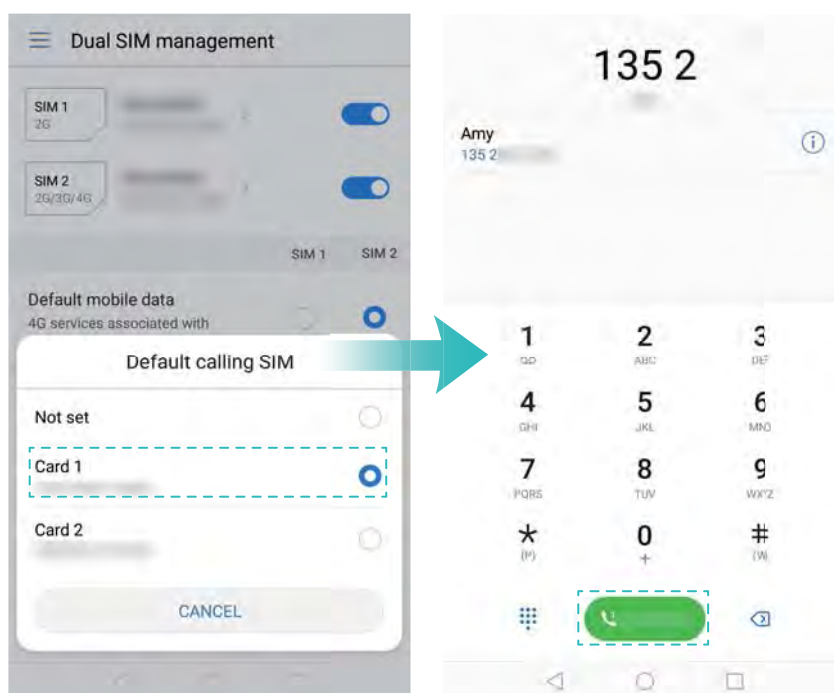 Dual SIM management
SIM 1
2G
SIM 2
2G/3G/4G
SIM 1 SIM 2
Default mobile data
4G services associated with
Default calling SIM
Not set
Card 1
Card 2
CANCEL
135 2
Amy
135 2
1 2 3
ABC DEF
4 5 6
GHI JKL MNO
7 8 9
PQRS TUV WXYZ
* 0 #
(P) + (W)